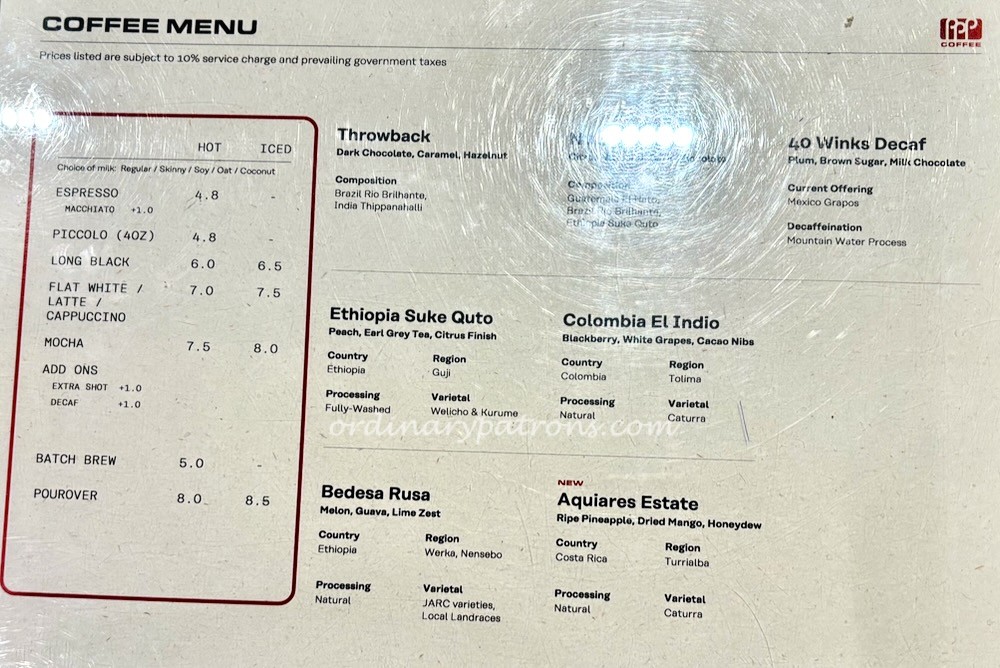 COFFEE MENU
PPP
COFFEE
Prices listed are subject to 10% service charge and prevailing government taxes
HOT ICED
Choice of milk: Regular / Skinny / Soy / Oat / Coconut
ESPRESSO 4.8 -
MACCHIATO +1.0
PICCOLO (4OZ) 4.8 -
LONG BLACK 6.0 6.5
FLAT WHITE / 7.0 7.5
LATTE /
CAPPUCCINO
MOCHA 7.5 8.0
ADD ONS
EXTRA SHOT +1.0
DECAF +1.0
BATCH BREW 5.0 -
POUROVER 8.0 8.5
Throwback
Dark Chocolate, Caramel, Hazelnut
Composition
Brazil Rio Brilhante,
India Thippanahalli
Composition
Guatemala El
Brazil Rio Brilhante,
Ethiopia Suke Quto
40 Winks Decaf
Plum, Brown Sugar, Milk Chocolate
Current Offering
Mexico Grapos
Decaffeination
Mountain Water Process
Ethiopia Suke Quto
Peach, Earl Grey Tea, Citrus Finish
Country Region
Ethiopia Guji
Processing Varietal
Fully-Washed Welicho & Kurume
Colombia El Indio
Blackberry, White Grapes, Cacao Nibs
Country Region
Colombia Tolima
Processing Varietal
Natural Caturra
ordinarypatrons.com
Bedesa Rusa
Melon, Guava, Lime Zest
Country Region
Ethiopia Werka, Nensebo
Processing Varietal
Natural JARC varieties,
Local Landraces
NEW
Aquiares Estate
Ripe Pineapple, Dried Mango, Honeydew
Country Region
Costa Rica Turrialba
Processing Varietal
Natural Caturra